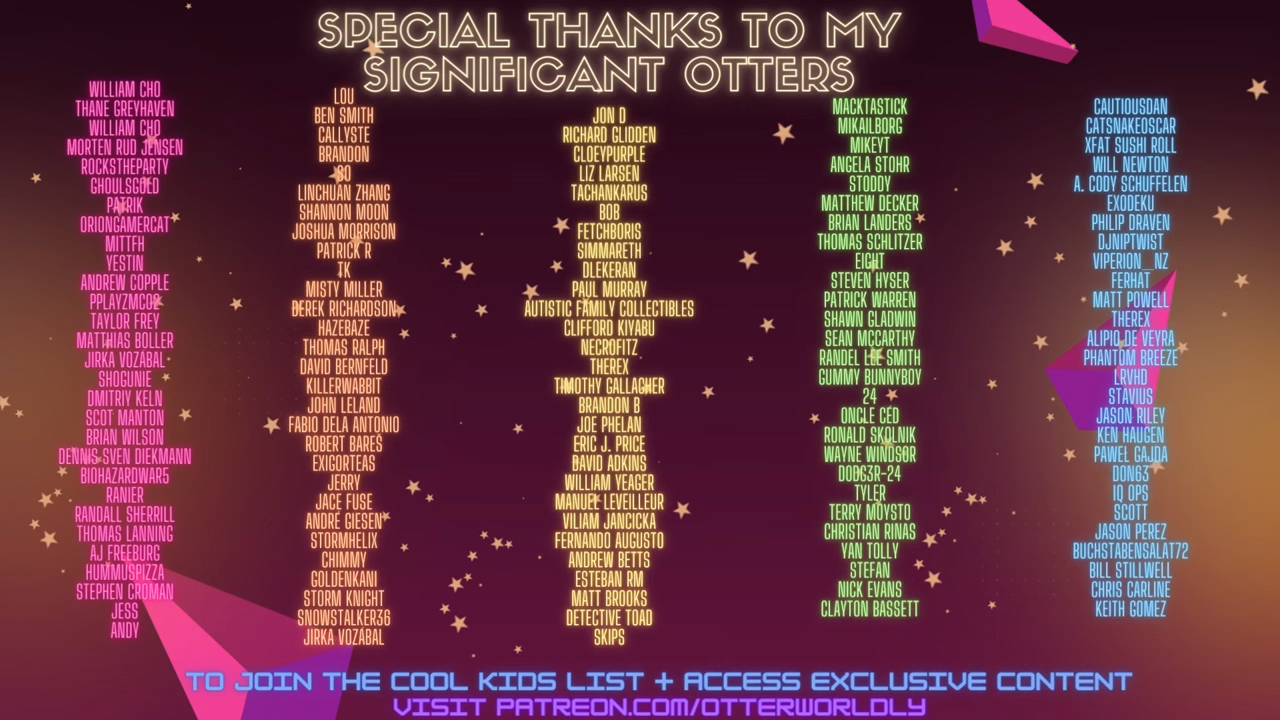 SPECIAL THANKS TO MY
SIGNIFICANT OTTERS
WILLIAM CHO
THANE GREYHAVEN
WILLIAM CHO
MORTEN RUD JENSEN
ROCKSTHEPARTY
GHOULSGOLD
PATRIK
ORIONGAMERCAT
MITTFH
YESTIN
ANDREW COPPLE
PPLAYZMC02
TAYLOR FREY
MATTHIAS BOLLER
JIRKA VOZÁBAL
SHOGUNIE
DMITRIY KELN
SCOT MANTON
BRIAN WILSON
DENNIS SVEN DIEKMANN
BIOHAZARDWAR5
RANIER
RANDALL SHERRILL
THOMAS LANNING
AJ FREEBURG
HUMMUSPIZZA
STEPHEN CROMAN
JESS
ANDY
LOU
BEN SMITH
CALLYSTE
BRANDON
BO
LINCHUAN ZHANG
SHANNON MOON
JOSHUA MORRISON
PATRICK R
TK
MISTY MILLER
DEREK RICHARDSON
HAZEBAZE
THOMAS RALPH
DAVID BERNFELD
KILLERWABBIT
JOHN LELAND
FABIO DELA ANTONIO
ROBERT BARES
EXIGORTEAS
JERRY
JACE FUSE
ANDRÉ GIESEN
STORMHELIX
CHIMMY
GOLDENKANI
STORM KNIGHT
SNOWSTALKER36
JIRKA VOZÁBAL
JON D
RICHARD GLIDDEN
CLOEYPURPLE
LIZ LARSEN
TACHANKARUS
BOB
FETCHBORIS
SIMMARETH
DLEKERAN
PAUL MURRAY
AUTISTIC FAMILY COLLECTIBLES
CLIFFORD KIYABU
NECROFITZ
THEREX
TIMOTHY GALLAGHER
BRANDON B
JOE PHELAN
ERIC J. PRICE
DAVID ADKINS
WILLIAM YEAGER
MANUEL LEVEILLEUR
VILIAM JANCICKA
FERNANDO AUGUSTO
ANDREW BETTS
ESTEBAN RM
MATT BROOKS
DETECTIVE TOAD
SKIPS
MACKTASTICK
MIKAILBORG
MIKEYT
ANGELA STOHR
STODDY
MATTHEW DECKER
BRIAN LANDERS
THOMAS SCHLITZER
EIGHT
STEVEN HYSER
PATRICK WARREN
SHAWN GLADWIN
SEAN MCCARTHY
RANDEL LEE SMITH
GUMMY BUNNYBOY
24
ONCLE CED
RONALD SKOLNIK
WAYNE WINDSOR
DODG3R-24
TYLER
TERRY MOYSTO
CHRISTIAN RINAS
YAN TOLLY
STEFAN
NICK EVANS
CLAYTON BASSETT
CAUTIOUSDAN
CATSNAKEOSCAR
XFAT SUSHI ROLL
WILL NEWTON
A. CODY SCHUFFELEN
EXODEKU
PHILIP DRAVEN
DJNIPTWIST
VIPERION_NZ
FERHAT
MATT POWELL
THEREX
ALIPIO DE VEYRA
PHANTOM BREEZE
LRVHD
STAVIUS
JASON RILEY
KEN HAUGEN
PAWEL GAJDA
DON63
IQ OPS
SCOTT
JASON PEREZ
BUCHSTABENSALAT72
BILL STILLWELL
CHRIS CARLINE
KEITH GOMEZ
TO JOIN THE COOL KIDS LIST + ACCESS EXCLUSIVE CONTENT
VISIT PATREON.COM/OTTERWORLDLY